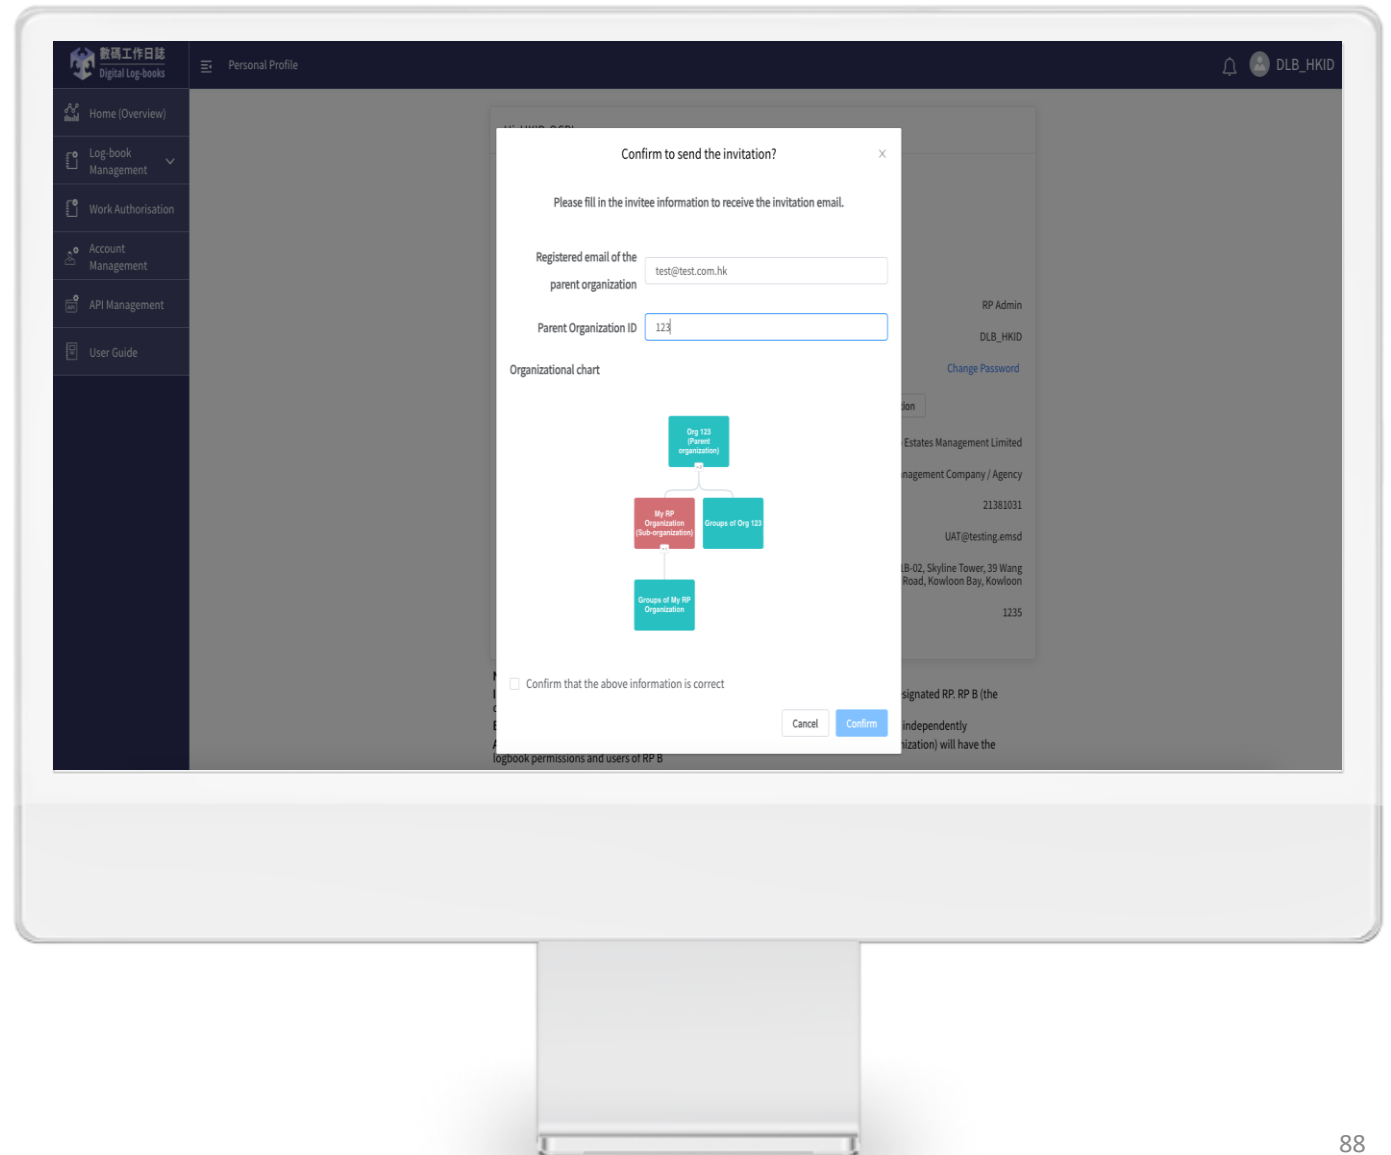 數碼工作日誌
Digital Log-books
Personal Profile
DLB_HKID
Home (Overview)
Log-book
Management
Work Authorisation
Account
Management
API Management
User Guide
Confirm to send the invitation?
X
Please fill in the invitee information to receive the invitation email.
Registered email of the
parent organization
test@test.com.hk
Parent Organization ID
123
Organizational chart
Org 123
(Parent
organization)
My RP
Organization
(Sub-organization)
Groups of Org 123
Groups of My RP
Organization
Confirm that the above information is correct
Cancel
Confirm
RP Admin
DLB_HKID
Change Password
Estates Management Limited
Company / Agency
21381031
UAT@testing.emsd
Skyline Tower, 39 Wang
Road, Kowloon Bay, Kowloon
1235
RP. RP B (the
independently
will have the
logbook permissions and users of RP B
88